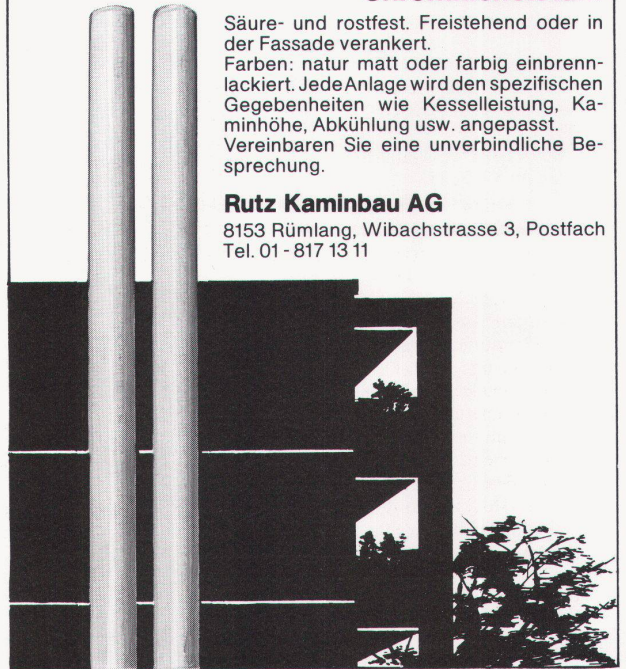 Säure- und rostfest. Freistehend oder in
der Fassade verankert.
Farben: natur matt oder farbig einbrenn-
lackiert. Jede Anlage wird den spezifischen
Gegebenheiten wie Kesselleistung, Ka-
minhöhe, Abkühlung usw. angepasst.
Vereinbaren Sie eine unverbindliche Be-
sprechung.
Rutz Kaminbau AG
8153 Rümlang, Wibachstrasse 3, Postfach
Tel. 01 - 817 13 11